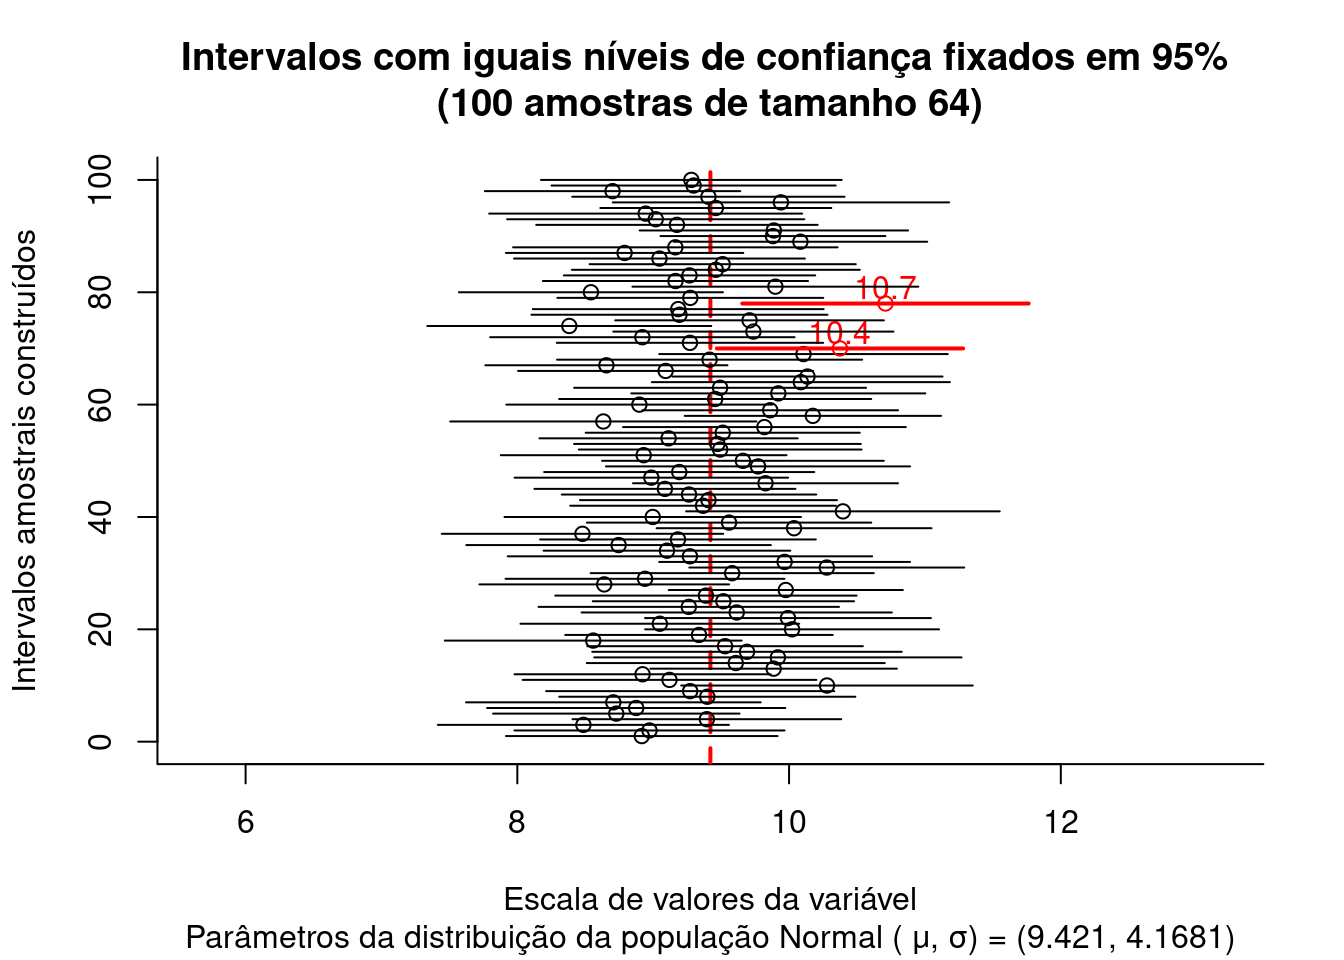 Intervalos com iguais níveis de confiança fixados em 95%
(100 amostras de tamanho 64)
Intervalos amostrais construídos
100
80
60
40
20
0
10.7
10.4
6 8 10 12
Escala de valores da variável
Parâmetros da distribuição da população Normal ( μ, σ) = (9.421, 4.1681)